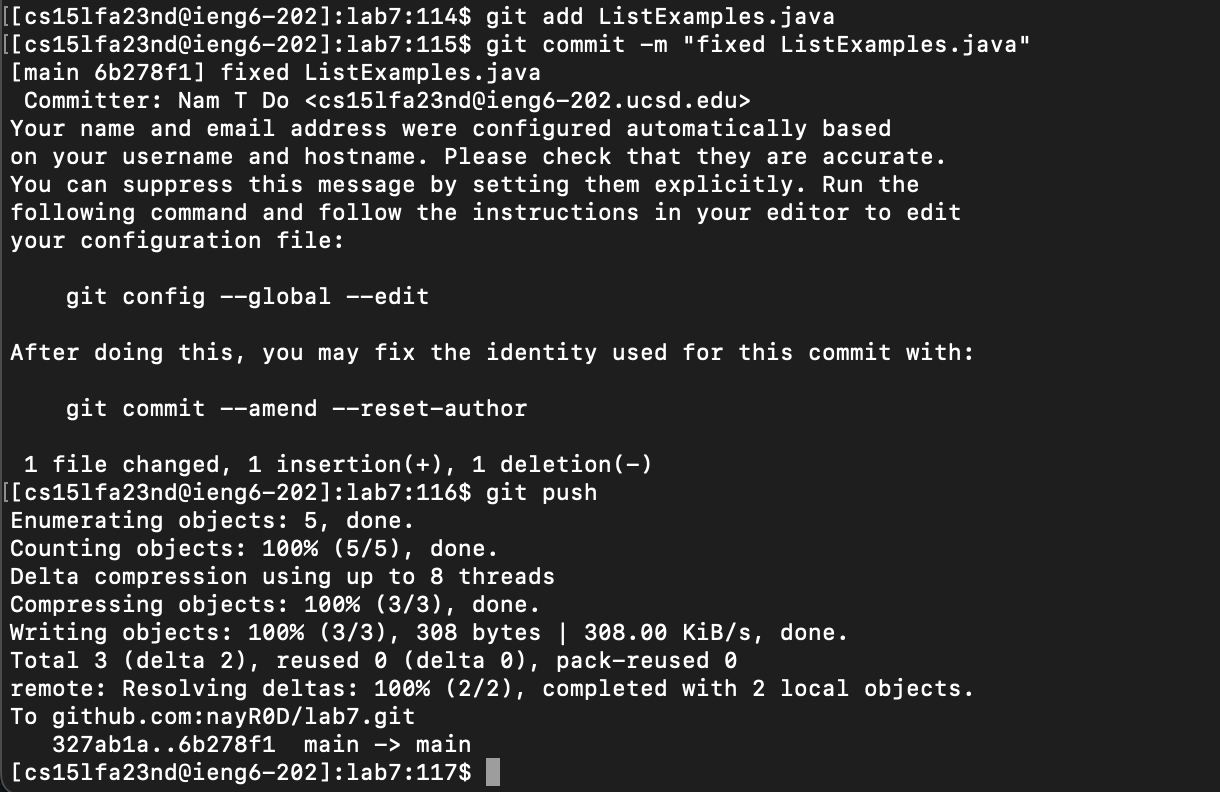 [[cs15lfa23nd@ieng6-202]:lab7:114$ git add ListExamples.java
[[cs15lfa23nd@ieng6-202]:lab7:115$ git commit -m "fixed ListExamples.java"
[main 6b278f1] fixed ListExamples.java
 Committer: Nam T Do <cs15lfa23nd@ieng6-202.ucsd.edu>
Your name and email address were configured automatically based
on your username and hostname. Please check that they are accurate.
You can suppress this message by setting them explicitly. Run the
following command and follow the instructions in your editor to edit
your configuration file:

    git config --global --edit

After doing this, you may fix the identity used for this commit with:

    git commit --amend --reset-author

 1 file changed, 1 insertion(+), 1 deletion(-)
[[cs15lfa23nd@ieng6-202]:lab7:116$ git push
Enumerating objects: 5, done.
Counting objects: 100% (5/5), done.
Delta compression using up to 8 threads
Compressing objects: 100% (3/3), done.
Writing objects: 100% (3/3), 308 bytes | 308.00 KiB/s, done.
Total 3 (delta 2), reused 0 (delta 0), pack-reused 0
remote: Resolving deltas: 100% (2/2), completed with 2 local objects.
To github.com:nayR0D/lab7.git
   327ab1a..6b278f1  main -> main
[cs15lfa23nd@ieng6-202]:lab7:117$